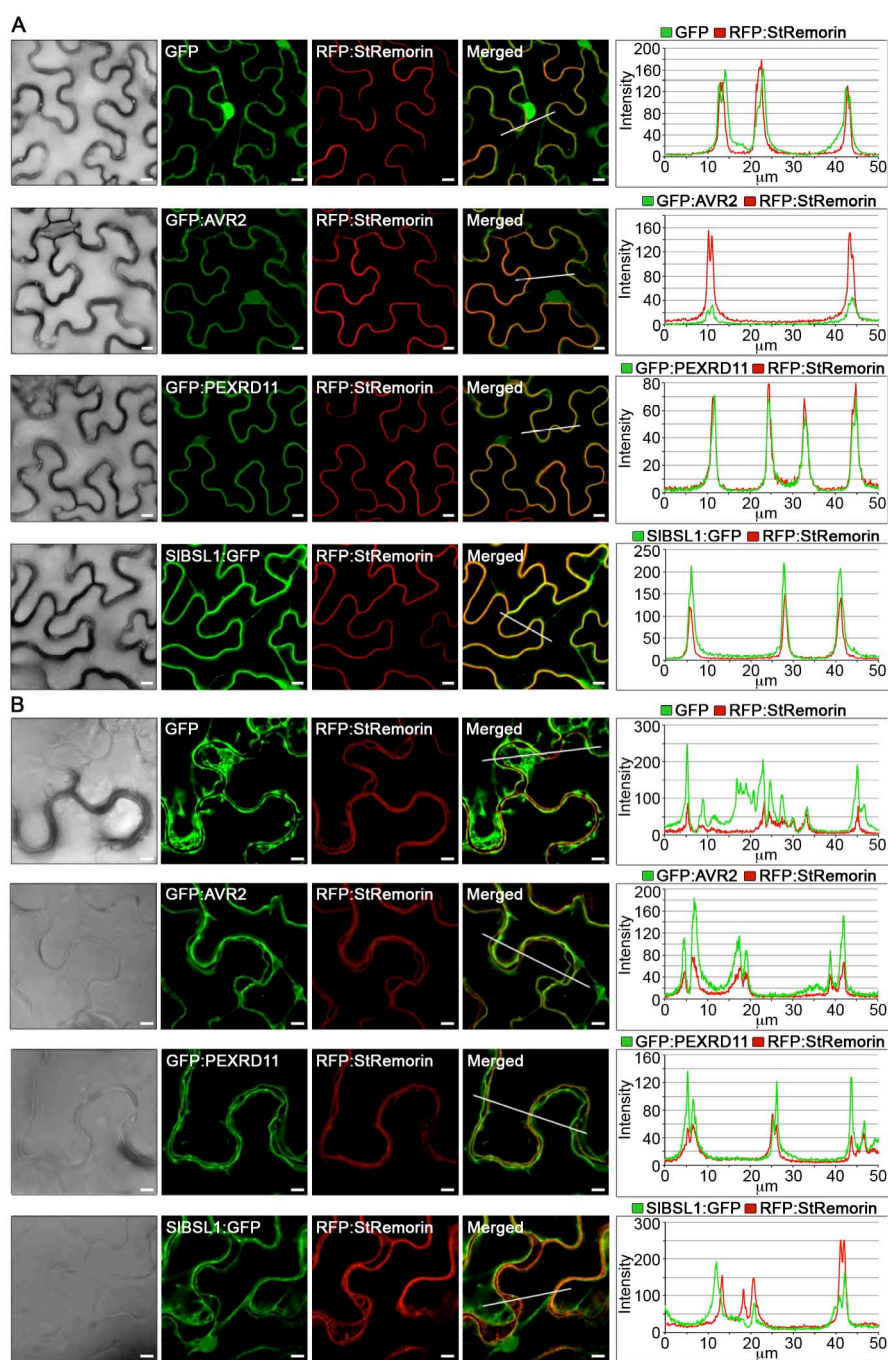 A
GFP
RFP:StRemorin
Merged
GFP RFP:StRemorin
Intensity
200
160
120
80
40
0
0 10 20 30 40 50
μm
GFP:AVR2
RFP:StRemorin
Merged
GFP:AVR2 RFP:StRemorin
Intensity
160
120
80
40
0
0 10 20 30 40 50
μm
GFP:PEXRD11
RFP:StRemorin
Merged
GFP:PEXRD11 RFP:StRemorin
Intensity
80
60
40
20
0
0 10 20 30 40 50
μm
SlBSL1:GFP
RFP:StRemorin
Merged
SlBSL1:GFP RFP:StRemorin
Intensity
250
200
150
100
50
0
0 10 20 30 40 50
μm
B
GFP
RFP:StRemorin
Merged
GFP RFP:StRemorin
Intensity
300
200
100
0
0 10 20 30 40 50
μm
GFP:AVR2
RFP:StRemorin
Merged
GFP:AVR2 RFP:StRemorin
Intensity
200
160
120
80
40
0
0 10 20 30 40 50
μm
GFP:PEXRD11
RFP:StRemorin
Merged
GFP:PEXRD11 RFP:StRemorin
Intensity
160
120
80
40
0
0 10 20 30 40 50
μm
SlBSL1:GFP
RFP:StRemorin
Merged
SlBSL1:GFP RFP:StRemorin
Intensity
300
200
100
0
0 10 20 30 40 50
μm